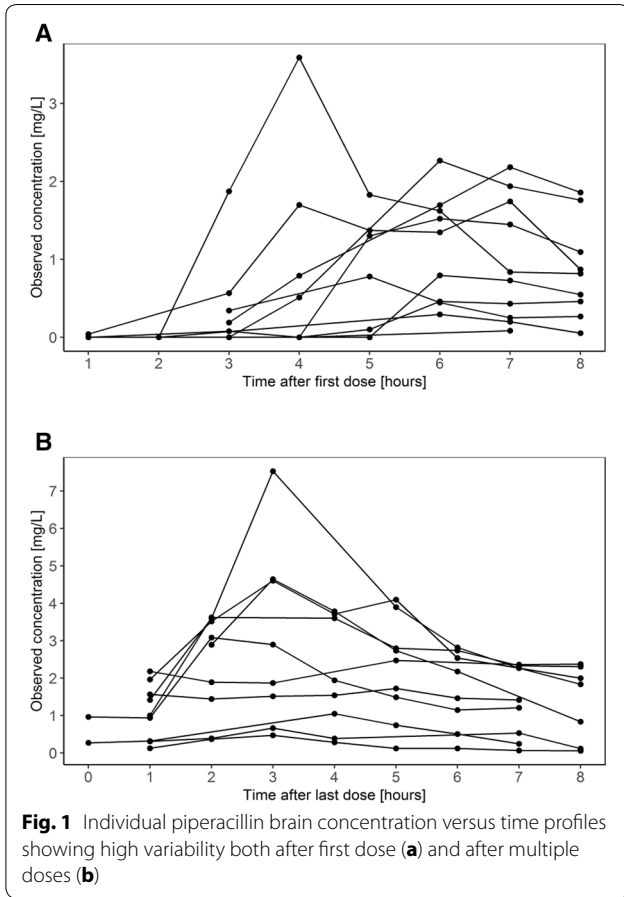 A
Observed concentration [mg/L]
3
2
1
0
1 2 3 4 5 6 7 8
Time after first dose [hours]
B
Observed concentration [mg/L]
7
6
5
4
3
2
1
0
0 1 2 3 4 5 6 7 8
Time after last dose [hours]
Fig. 1 Individual piperacillin brain concentration versus time profiles
showing high variability both after first dose (a) and after multiple
doses (b)